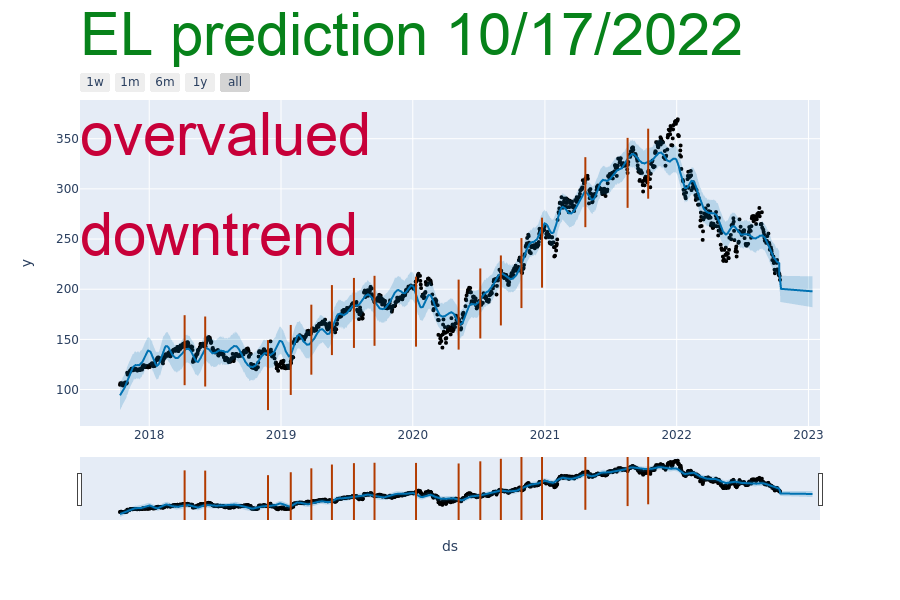 EL prediction 10/17/2022
1w 1m 6m 1y all
overvalued
downtrend
350
300
250
200
150
100
y
2018 2019 2020 2021 2022 2023
ds